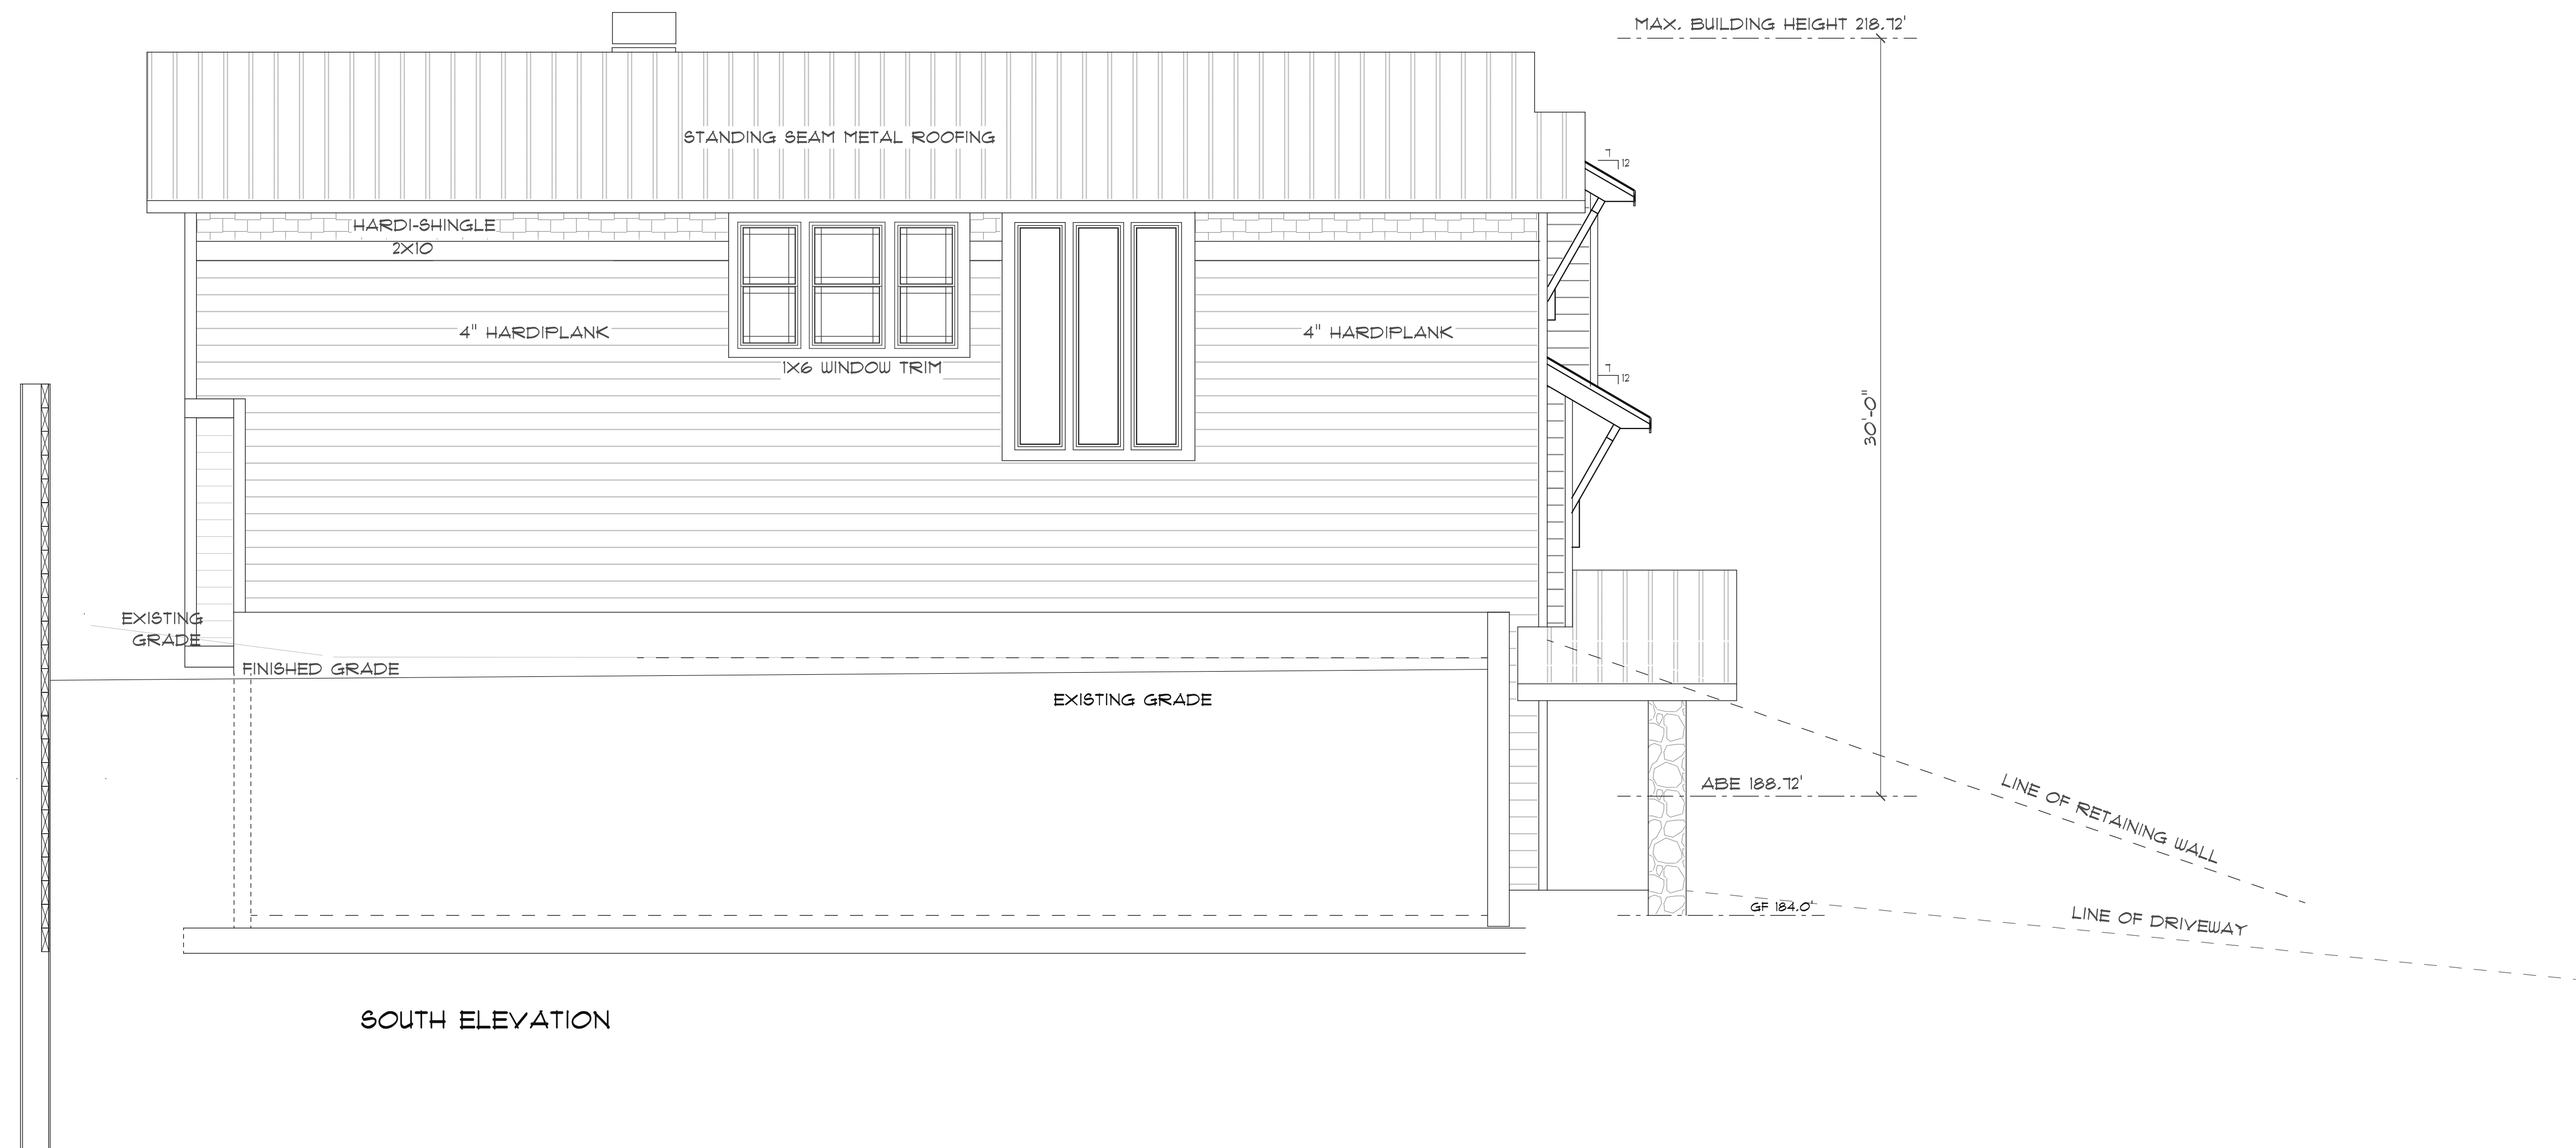 MAX. BUILDING HEIGHT 218.72'
STANDING SEAM METAL ROOFING
7
12
HARDI-SHINGLE
2X10
4" HARDIPLANK
4" HARDIPLANK
1X6 WINDOW TRIM
7
12
30'-0"
EXISTING
GRADE
FINISHED GRADE
EXISTING GRADE
ABE 188.72'
LINE OF RETAINING WALL
GF 184.0'
LINE OF DRIVEWAY
SOUTH ELEVATION